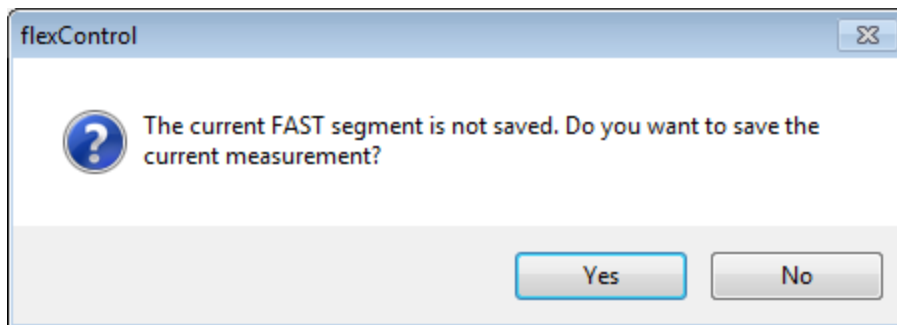 flexControl
The current FAST segment is not saved. Do you want to save the
current measurement?
Yes
No